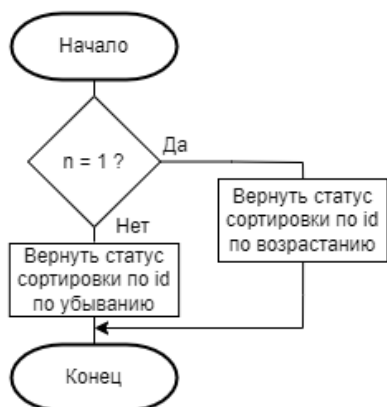 Начало
n = 1 ?
Да
Нет
Вернуть статус
сортировки по id
по возрастанию
Вернуть статус
сортировки по id
по убыванию
Конец